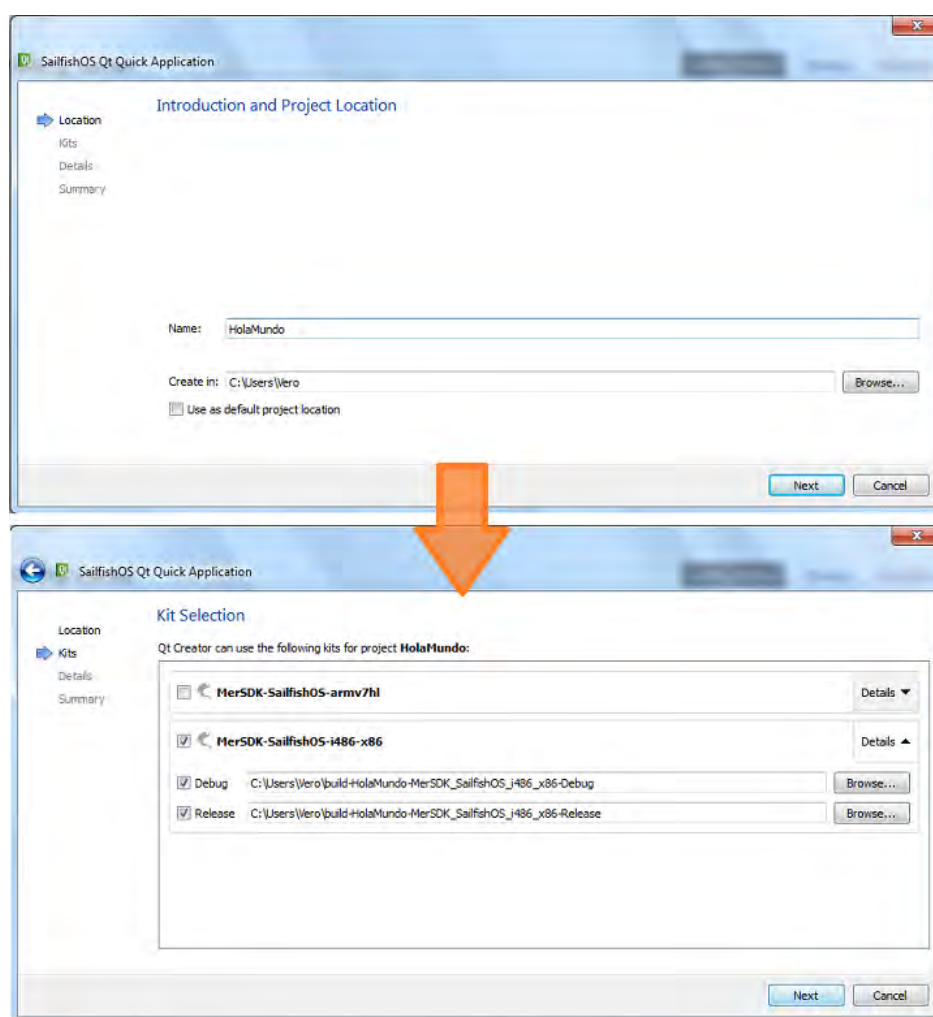 SailfishOS Qt Quick Application
Introduction and Project Location
Location
Kits
Details
Summary
Name: HolaMundo
Create in: C:\Users\Vero Browse...
Use as default project location
Next Cancel
SailfishOS Qt Quick Application
Kit Selection
Location
Qt Creator can use the following kits for project HolaMundo:
Kits
Details
Summary
MerSDK-SailfishOS-armv7hl Details
MerSDK-SailfishOS-i486-x86 Details
Debug C:\Users\Vero\build-HolaMundo-MerSDK_SailfishOS_i486_x86-Debug Browse...
Release C:\Users\Vero\build-HolaMundo-MerSDK_SailfishOS_i486_x86-Release Browse...
Next Cancel